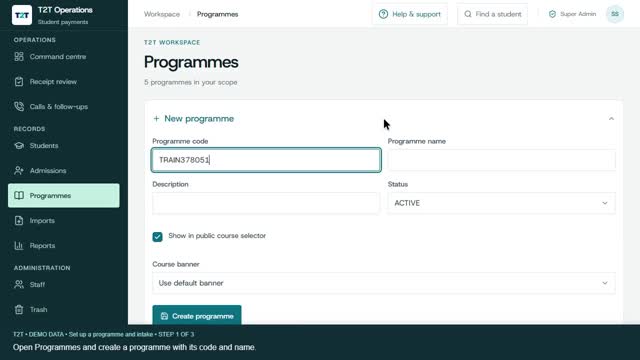 T2T
T2T Operations
Student payments
OPERATIONS
Command centre
Receipt review
Calls & follow-ups
RECORDS
Students
Admissions
Programmes
Imports
Reports
ADMINISTRATION
Staff
Trash
Workspace › Programmes
Help & support
Find a student
Super Admin
SS
T2T WORKSPACE
Programmes
5 programmes in your scope
+ New programme
Programme code
Programme name
TRAIN378051
Description
Status
ACTIVE
Show in public course selector
Course banner
Use default banner
Create programme
T2T • DEMO DATA • Set up a programme and intake • STEP 1 OF 3
Open Programmes and create a programme with its code and name.